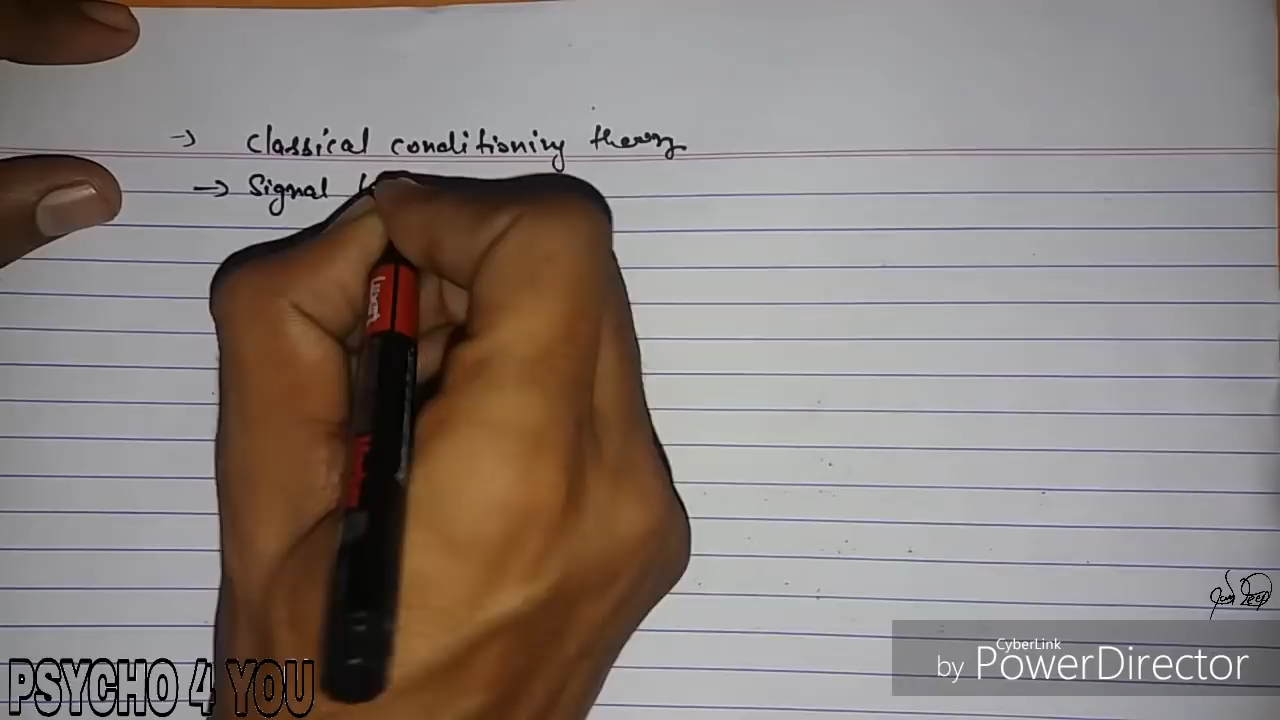 → classical conditioning theory
→ Signal
CyberLink
by PowerDirector
PSYCHO 4 YOU